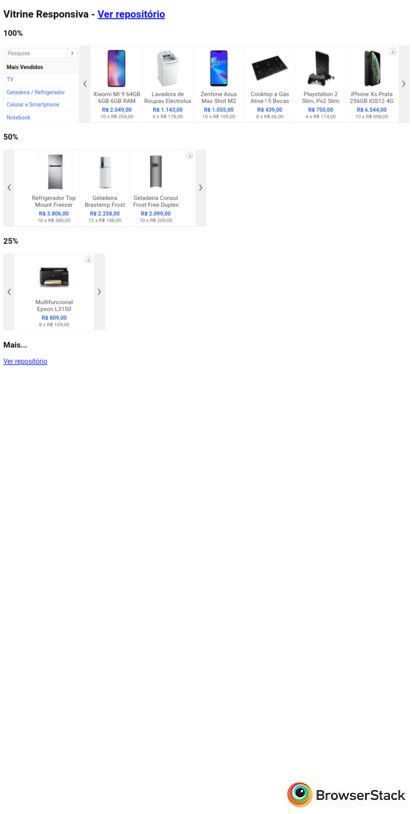 Vitrine Responsiva - Ver repositório
100%
Pesquise
Mais Vendidos
TV
Geladeira / Refrigerador
Celular e Smartphone
Notebook
Xiaomi MI 9 64GB
6GB 6GB RAM
R$ 2.049,00
10 x R$ 204,00
Lavadora de
Roupas Electrolux
R$ 1.143,00
6 x R$ 178,00
Zenfone Asus
Max Shot M2
R$ 1.055,00
10 x R$ 109,00
Cooktop a Gás
Ative ! 5 Bocas
R$ 439,00
8 x R$ 66,00
Playstation 2
Slim, Ps2 Slim
R$ 750,00
4 x R$ 174,00
iPhone Xs Prata
256GB IOS12 4G
R$ 6.544,00
10 x R$ 698,00
50%
Refrigerador Top
Mount Freezer
R$ 3.806,00
10 x R$ 380,00
Geladeira
Brastemp Frost
R$ 2.258,00
12 x R$ 188,00
Geladeira Consul
Frost Free Duplex
R$ 2.099,00
10 x R$ 209,00
25%
Multifuncional
Epson L3150
R$ 809,00
8 x R$ 109,00
Mais...
Ver repositório
BrowserStack